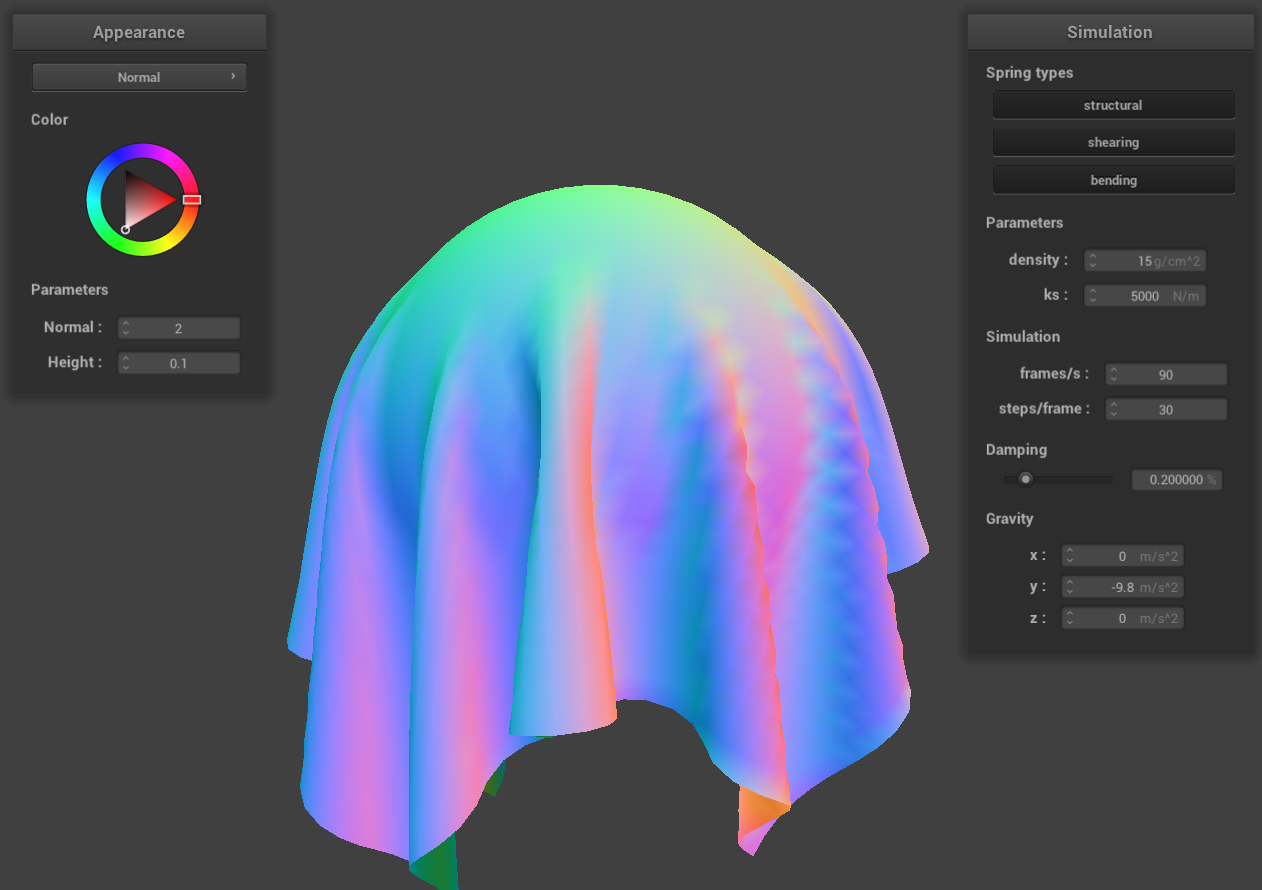 Appearance
Normal
Color
Parameters
Normal : 2
Height : 0.1
Simulation
Spring types
structural
shearing
bending
Parameters
density : 15 g/cm^2
ks : 5000 N/m
Simulation
frames/s : 90
steps/frame : 30
Damping
0.200000 %
Gravity
x : 0 m/s^2
y : -9.8 m/s^2
z : 0 m/s^2